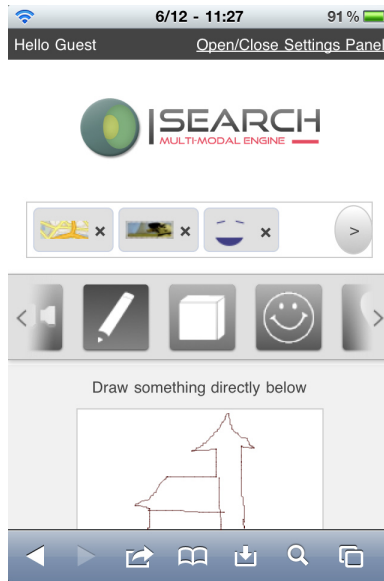 6/12 - 11:27 91 %
Hello Guest Open/Close Settings Panel
|SEARCH
MULTI-MODAL ENGINE
× × × >
< >
Draw something directly below